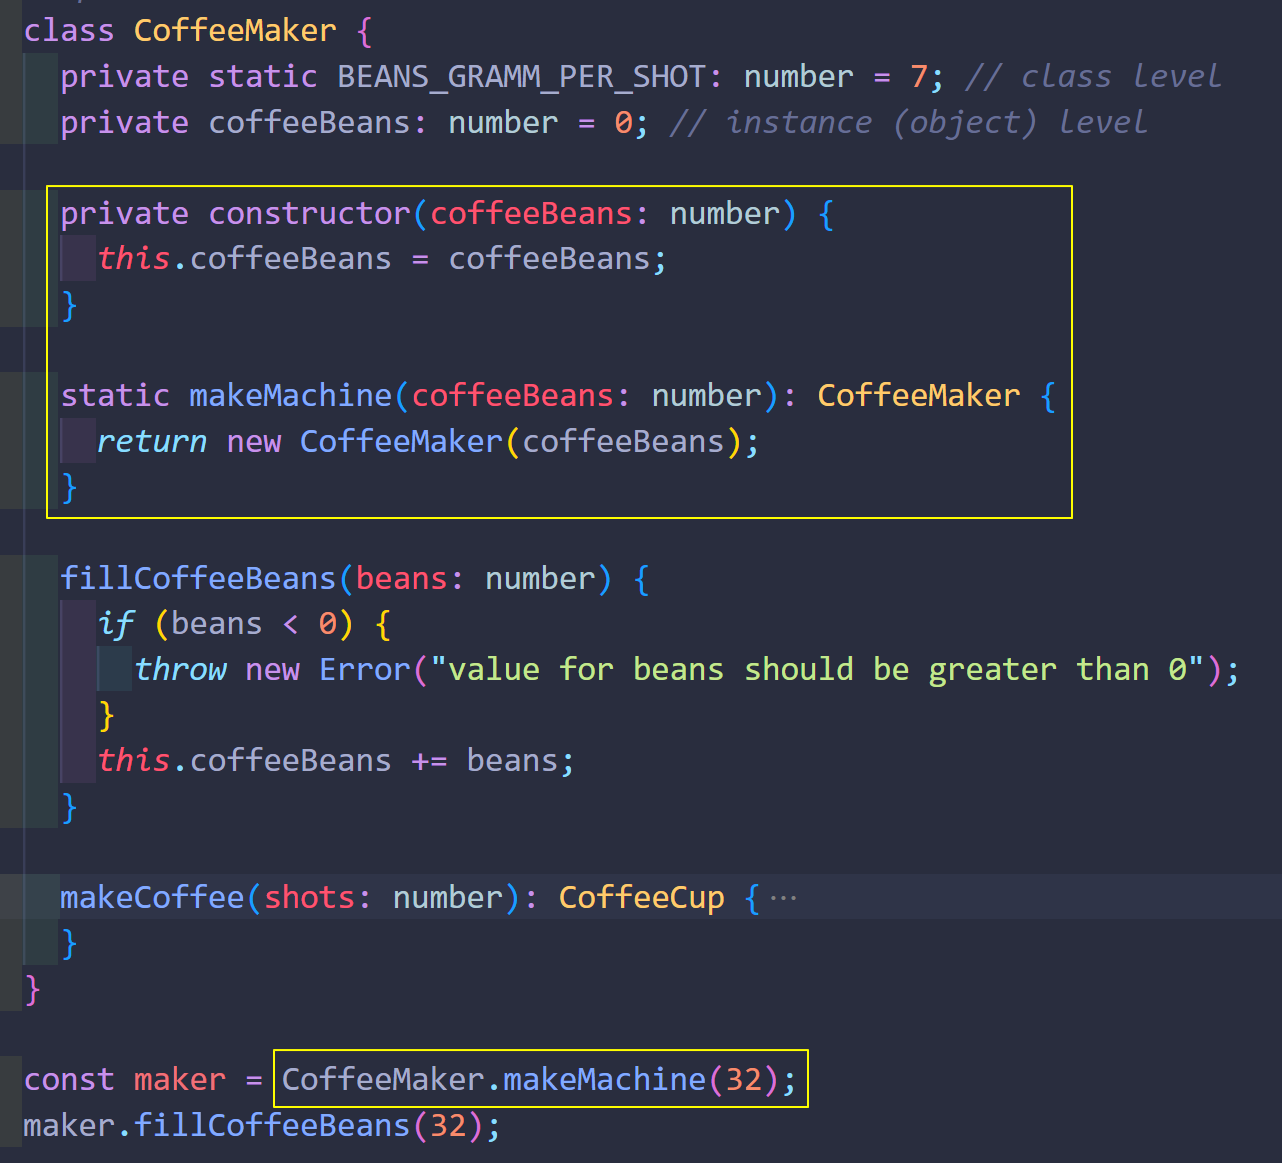 class CoffeeMaker {
private static BEANS_GRAMM_PER_SHOT: number = 7; // class level
private coffeeBeans: number = 0; // instance (object) level
private constructor(coffeeBeans: number) {
this.coffeeBeans = coffeeBeans;
}
static makeMachine(coffeeBeans: number): CoffeeMaker {
return new CoffeeMaker(coffeeBeans);
}
fillCoffeeBeans(beans: number) {
if (beans < 0) {
throw new Error("value for beans should be greater than 0");
}
this.coffeeBeans += beans;
}
makeCoffee(shots: number): CoffeeCup {···
}
}
const maker = CoffeeMaker.makeMachine(32);
maker.fillCoffeeBeans(32);